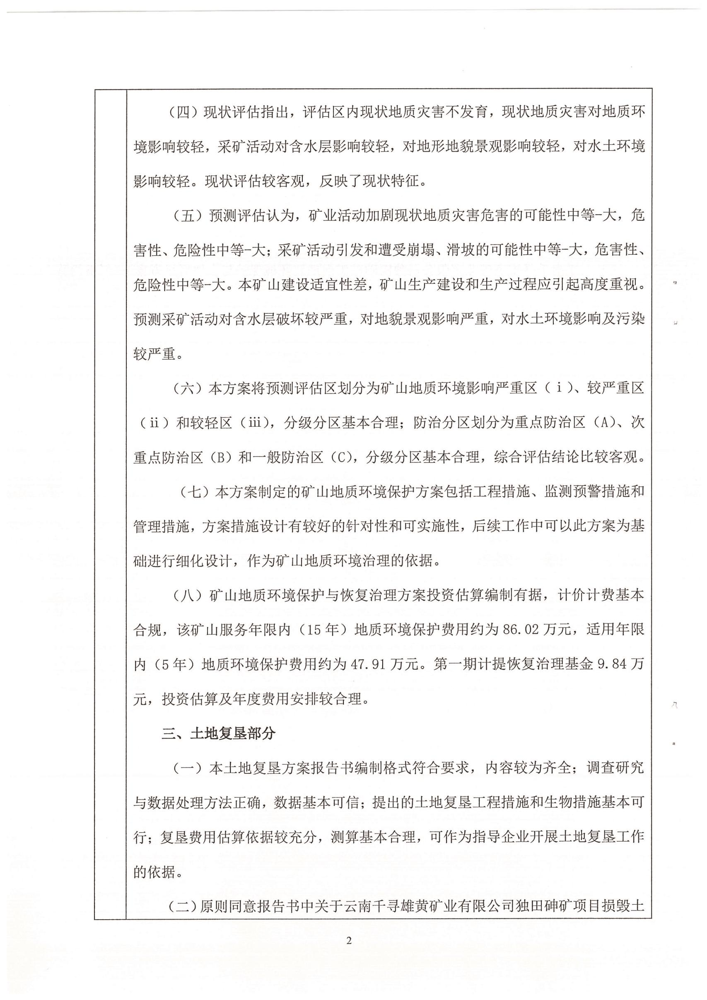 （四）现状评估指出，评估区内现状地质灾害不发育，现状地质灾害对地质环
境影响较轻，采矿活动对含水层影响较轻，对地形地貌景观影响较轻，对水土环境
影响较轻。现状评估较客观，反映了现状特征。
（五）预测评估认为，矿业活动加剧现状地质灾害危害的可能性中等-大，危
害性、危险性中等-大；采矿活动引发和遭受崩塌、滑坡的可能性中等-大，危害性、
危险性中等-大。本矿山建设适宜性差，矿山生产建设和生产过程应引起高度重视。
预测采矿活动对含水层破坏较严重，对地貌景观影响严重，对水土环境影响及污染
较严重。
（六）本方案将预测评估区划分为矿山地质环境影响严重区（ⅰ）、较严重区
（ⅱ）和较轻区（ⅲ），分级分区基本合理；防治分区划分为重点防治区（A）、次
重点防治区（B）和一般防治区（C），分级分区基本合理，综合评估结论比较客观。
（七）本方案制定的矿山地质环境保护方案包括工程措施、监测预警措施和
管理措施，方案措施设计有较好的针对性和可实施性，后续工作中可以此方案为基
础进行细化设计，作为矿山地质环境治理的依据。
（八）矿山地质环境保护与恢复治理方案投资估算编制有据，计价计费基本
合规，该矿山服务年限内（15 年）地质环境保护费用约为 86.02 万元，适用年限
内（5 年）地质环境保护费用约为 47.91 万元。第一期计提恢复治理基金 9.84 万
元，投资估算及年度费用安排较合理。
三、土地复垦部分
（一）本土地复垦方案报告书编制格式符合要求，内容较为齐全；调查研究
与数据处理方法正确，数据基本可信；提出的土地复垦工程措施和生物措施基本可
行；复垦费用估算依据较充分，测算基本合理，可作为指导企业开展土地复垦工作
的依据。
（二）原则同意报告书中关于云南千寻雄黄矿业有限公司独田砷矿项目损毁土
2